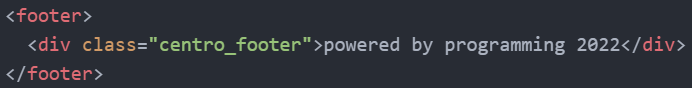 <footer>
<div class="centro_footer">powered by programming 2022</div>
</footer>